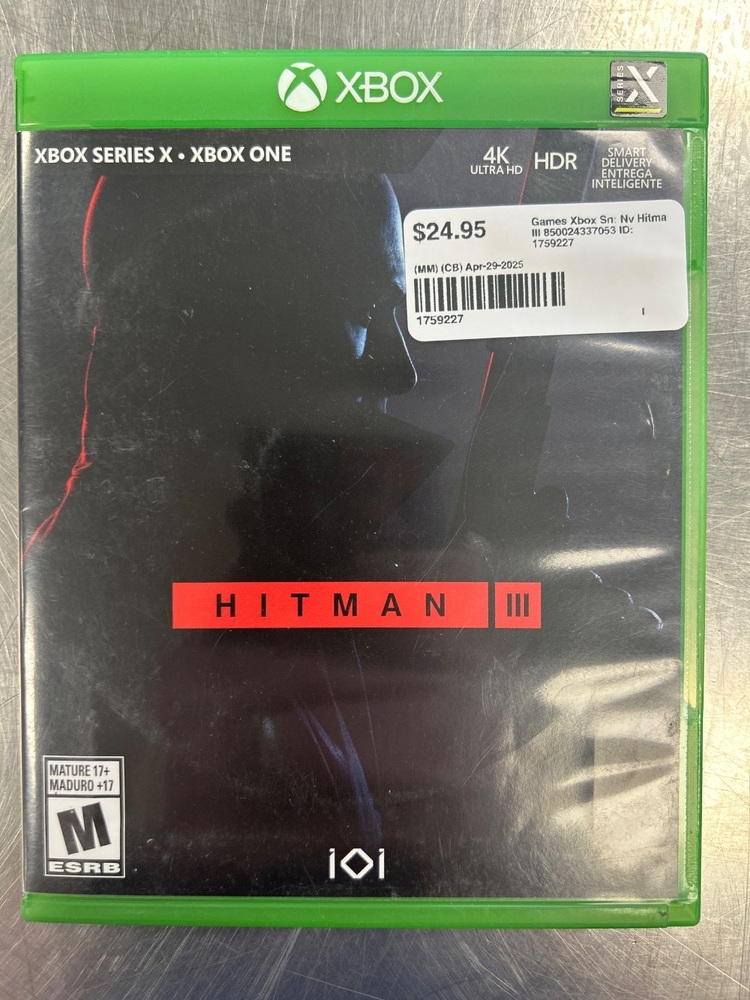 XBOX
SERIES X
XBOX SERIES X • XBOX ONE
4K
ULTRA HD
HDR
SMART
DELIVERY
ENTREGA
INTELIGENTE
$24.95
Games Xbox Sn: Nv Hitma
III 850024337053 ID:
1759227
(MM) (CB) Apr-29-2025
1759227
I
HITMAN III
MATURE 17+
MADURO +17
M
ESRB
IOI